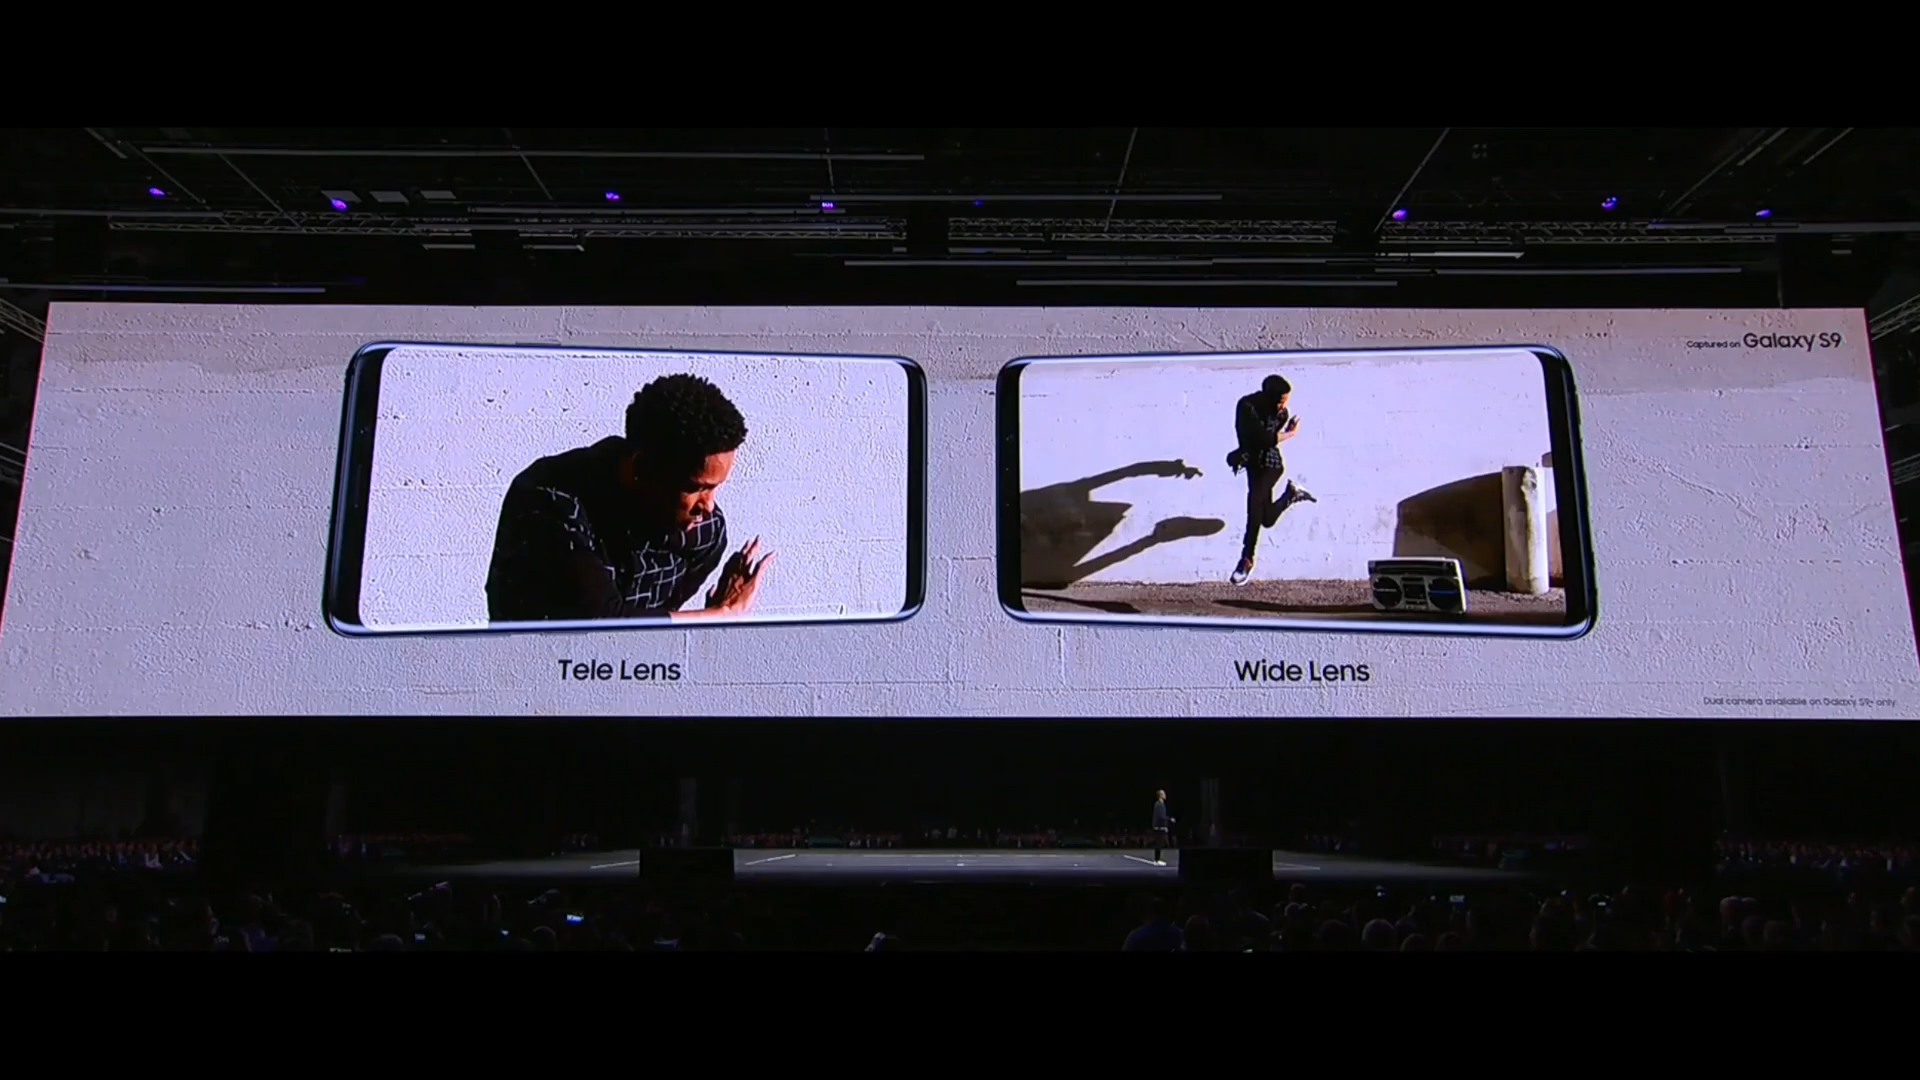 Captured on Galaxy S9
Tele Lens
Wide Lens
Dual camera available on Galaxy S9+ only